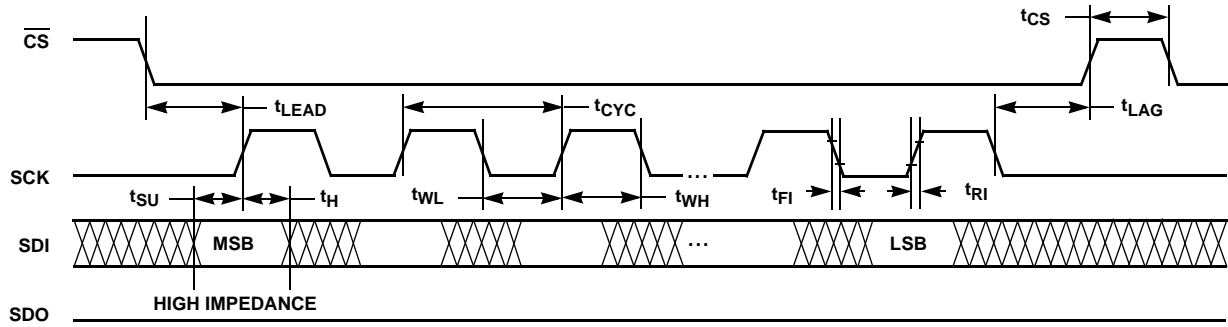 tCS
CS
tLEAD
tCYC
tLAG
SCK
...
tSU
tH
tWL
tWH
tFI
tRI
SDI
MSB
...
LSB
HIGH IMPEDANCE
SDO